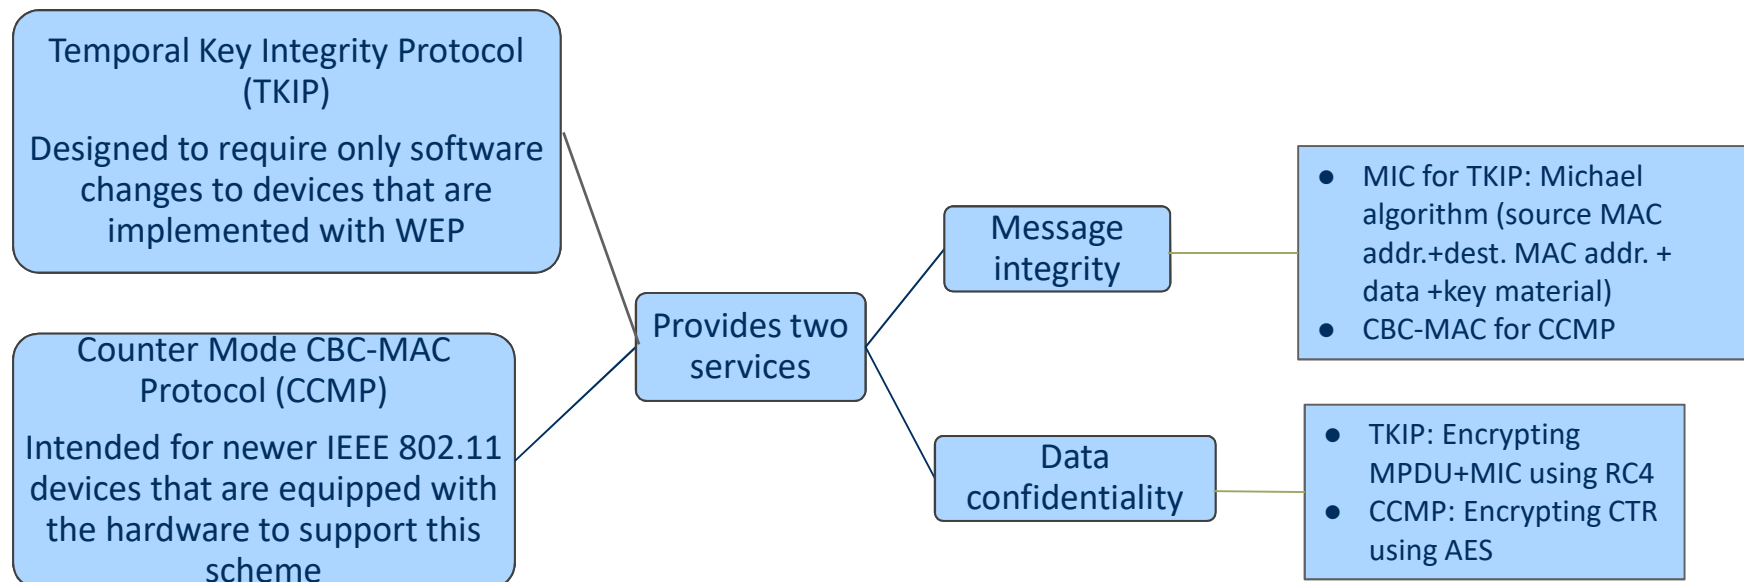 Temporal Key Integrity Protocol
(TKIP)
Designed to require only software
changes to devices that are
implemented with WEP
Counter Mode CBC-MAC
Protocol (CCMP)
Intended for newer IEEE 802.11
devices that are equipped with
the hardware to support this
scheme
Provides two
services
Message
integrity
● MIC for TKIP: Michael
algorithm (source MAC
addr.+dest. MAC addr. +
data +key material)
● CBC-MAC for CCMP
Data
confidentiality
● TKIP: Encrypting
MPDU+MIC using RC4
● CCMP: Encrypting CTR
using AES